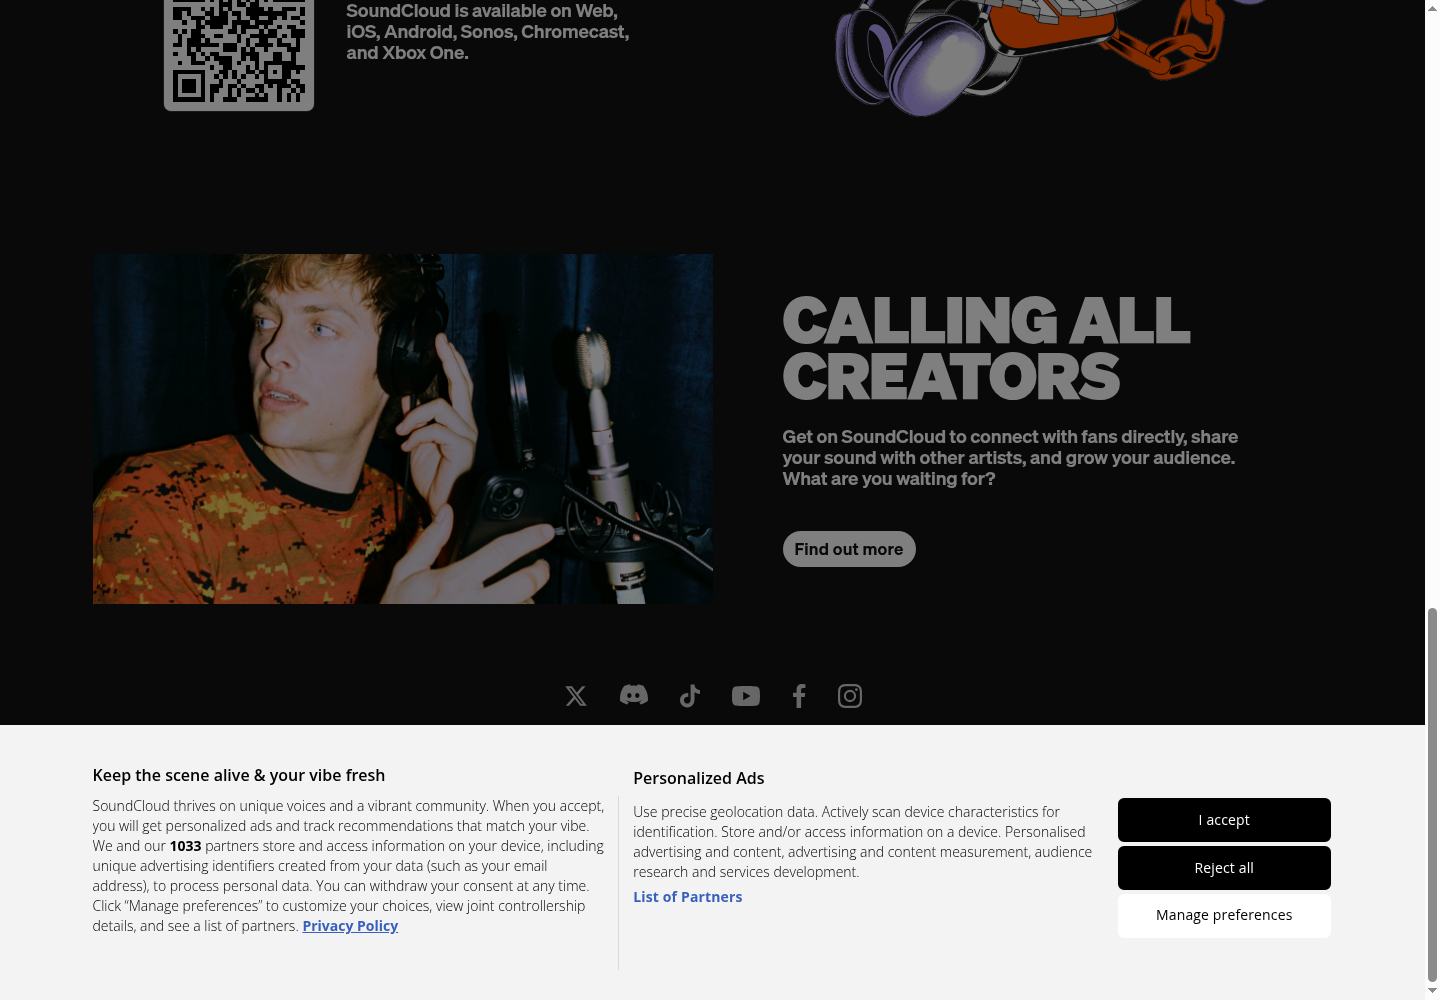 SoundCloud is available on Web,
iOS, Android, Sonos, Chromecast,
and Xbox One.
CALLING ALL
CREATORS
Get on SoundCloud to connect with fans directly, share
your sound with other artists, and grow your audience.
What are you waiting for?
Find out more
Keep the scene alive & your vibe fresh
SoundCloud thrives on unique voices and a vibrant community. When you accept,
you will get personalized ads and track recommendations that match your vibe.
We and our 1033 partners store and access information on your device, including
unique advertising identifiers created from your data (such as your email
address), to process personal data. You can withdraw your consent at any time.
Click “Manage preferences” to customize your choices, view joint controllership
details, and see a list of partners. Privacy Policy
Personalized Ads
Use precise geolocation data. Actively scan device characteristics for
identification. Store and/or access information on a device. Personalised
advertising and content, advertising and content measurement, audience
research and services development.
List of Partners
I accept
Reject all
Manage preferences